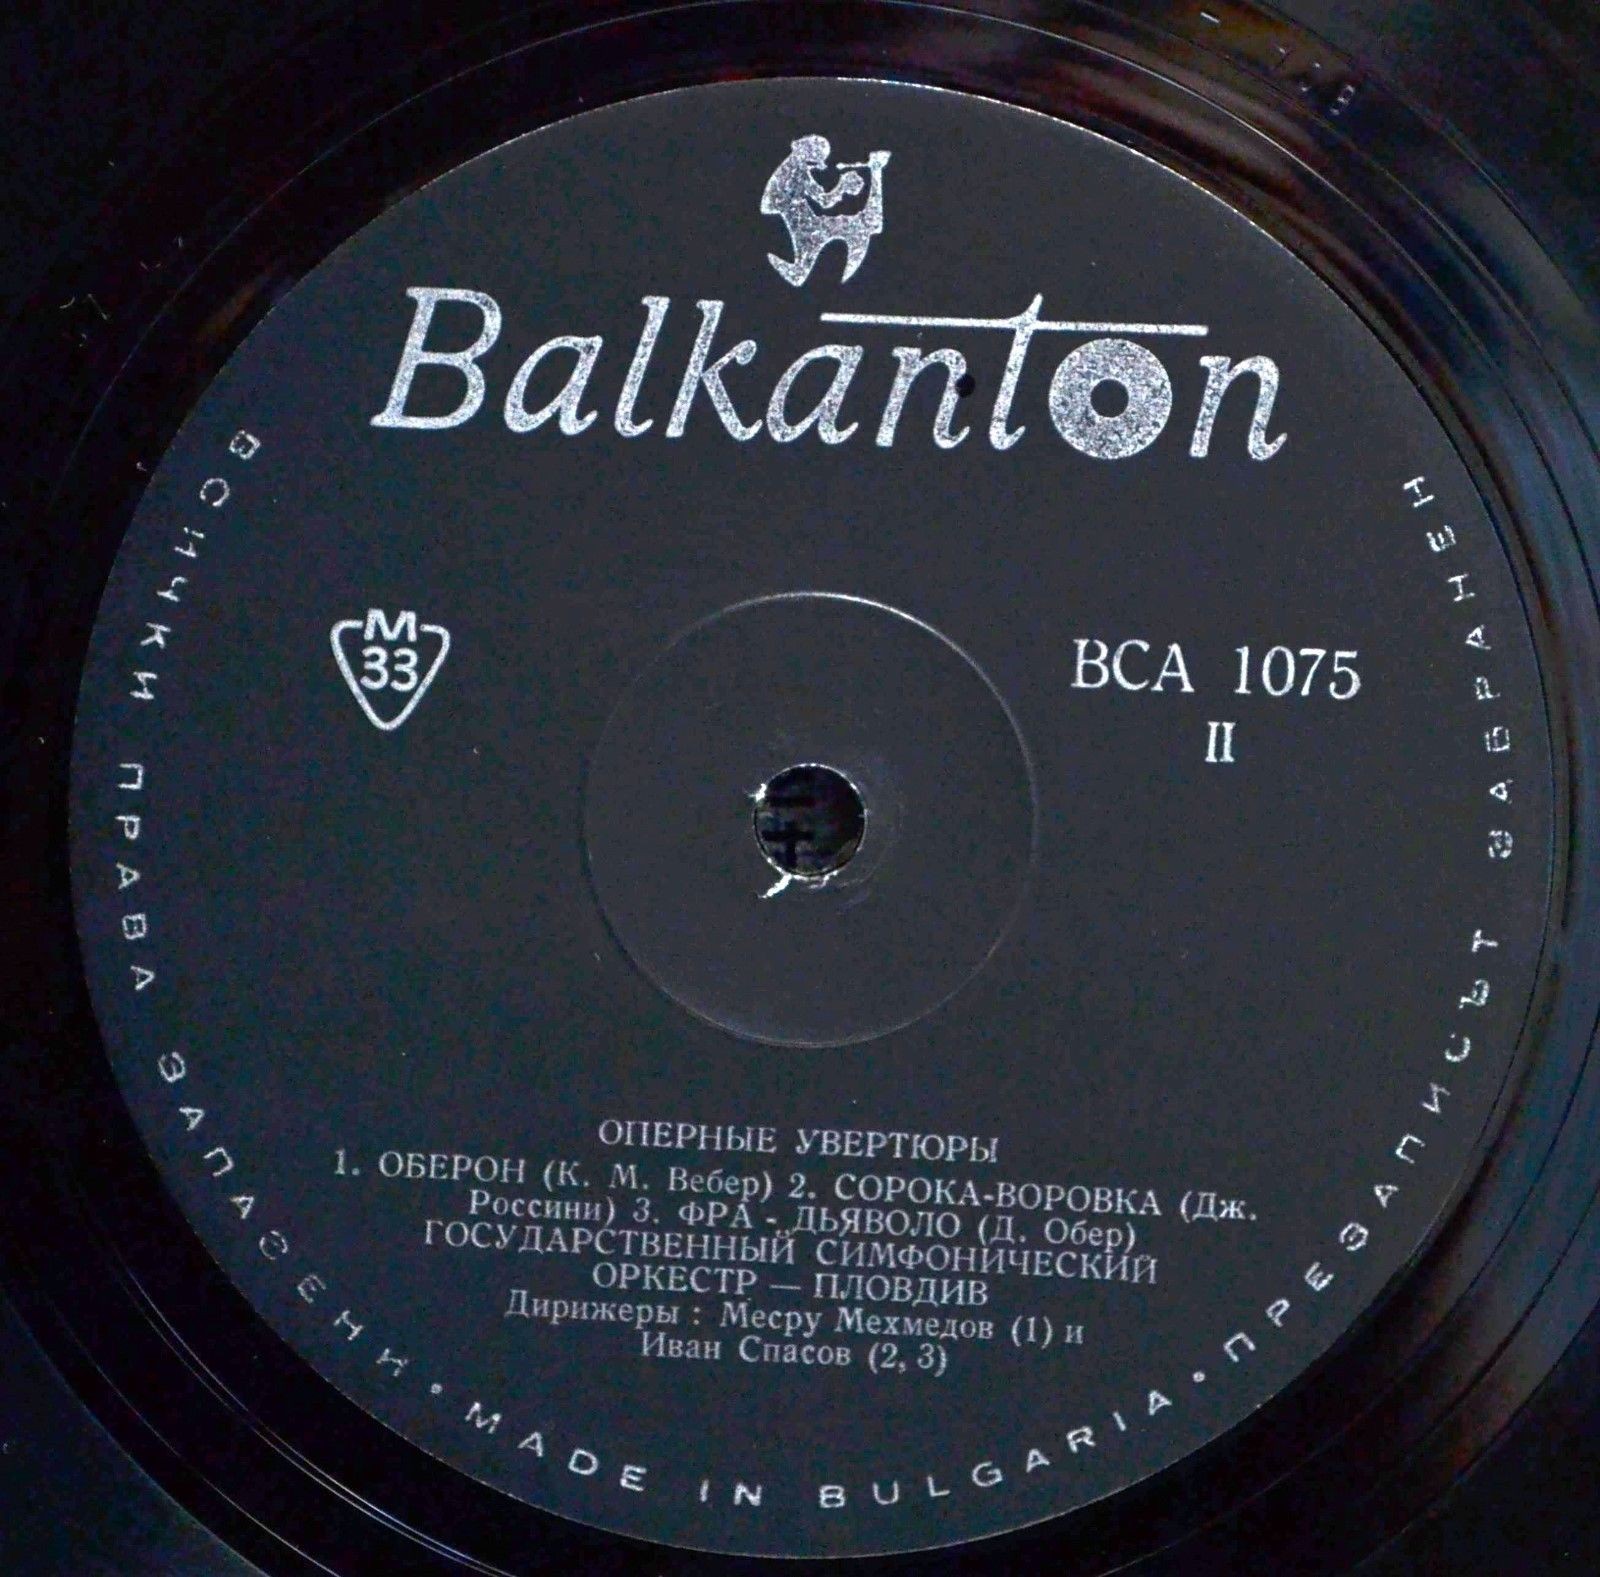 Balkanton
M
33
ВСА 1075
II
ОПЕРНЫЕ УВЕРТЮРЫ
1. ОБЕРОН (К. М. Вебер) 2. СОРОКА-ВОРОВКА (Дж.
Россини) 3. ФРА - ДЬЯВОЛО (Д. Обер)
ГОСУДАРСТВЕННЫЙ СИМФОНИЧЕСКИЙ
ОРКЕСТР — ПЛОВДИВ
Дирижеры : Месру Мехмедов (1) и
Иван Спасов (2, 3)
ВСИЧКИ ПРАВА ЗАПАЗЕНИ • MADE IN BULGARIA • ПРЕЗАПИСЪТ ЗАБРАНЕН